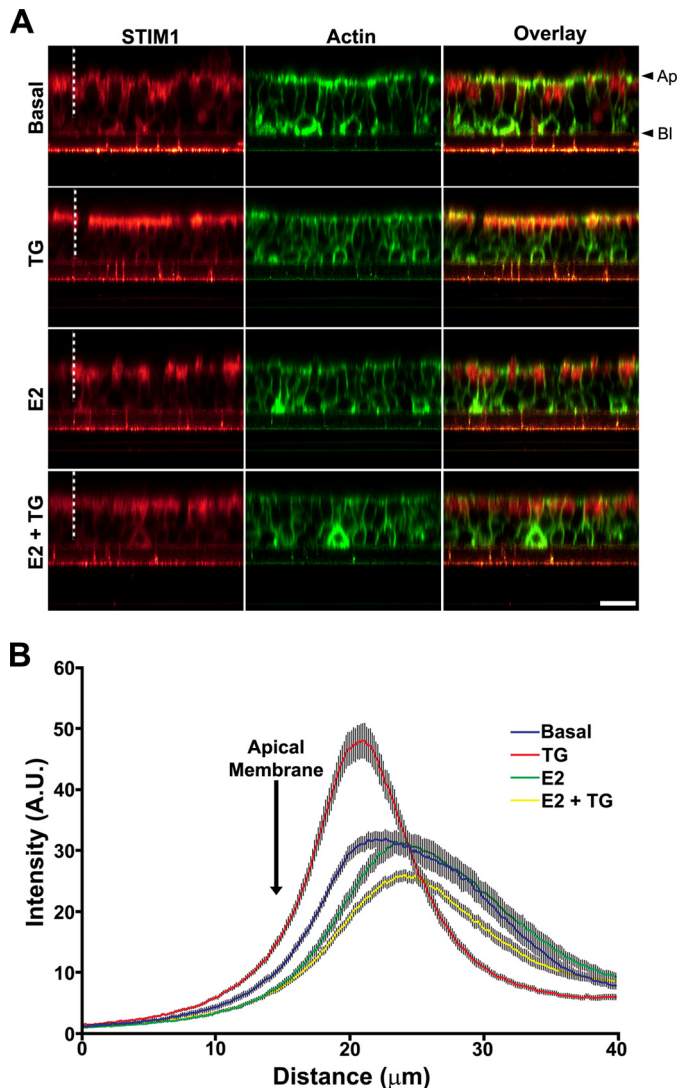 A
STIM1 Actin Overlay
Basal
Ap
Bl
TG
E2
E2 + TG
B
60
50
40
30
20
10
0
Intensity (A.U.)
Apical
Membrane
Basal
TG
E2
E2 + TG
0 10 20 30 40
Distance (μm)